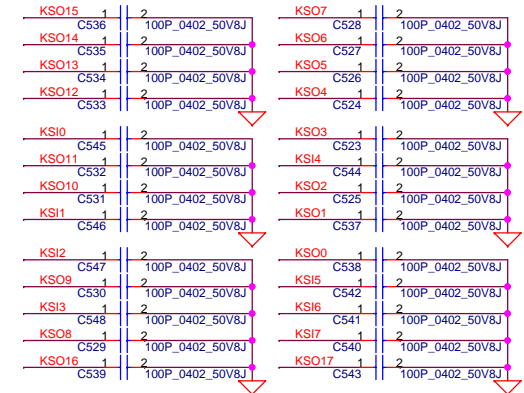 KSO15 1 2
C536 100P_0402_50V8J
KSO14 1 2
C535 100P_0402_50V8J
KSO13 1 2
C534 100P_0402_50V8J
KSO12 1 2
C533 100P_0402_50V8J
KSI0 1 2
C545 100P_0402_50V8J
KSO11 1 2
C532 100P_0402_50V8J
KSO10 1 2
C531 100P_0402_50V8J
KSI1 1 2
C546 100P_0402_50V8J
KSI2 1 2
C547 100P_0402_50V8J
KSO9 1 2
C530 100P_0402_50V8J
KSI3 1 2
C548 100P_0402_50V8J
KSO8 1 2
C529 100P_0402_50V8J
KSO16 1 2
C539 100P_0402_50V8J
KSO7 1 2
C528 100P_0402_50V8J
KSO6 1 2
C527 100P_0402_50V8J
KSO5 1 2
C526 100P_0402_50V8J
KSO4 1 2
C524 100P_0402_50V8J
KSO3 1 2
C523 100P_0402_50V8J
KSI4 1 2
C544 100P_0402_50V8J
KSO2 1 2
C525 100P_0402_50V8J
KSO1 1 2
C537 100P_0402_50V8J
KSO0 1 2
C538 100P_0402_50V8J
KSI5 1 2
C542 100P_0402_50V8J
KSI6 1 2
C541 100P_0402_50V8J
KSI7 1 2
C540 100P_0402_50V8J
KSO17 1 2
C543 100P_0402_50V8J